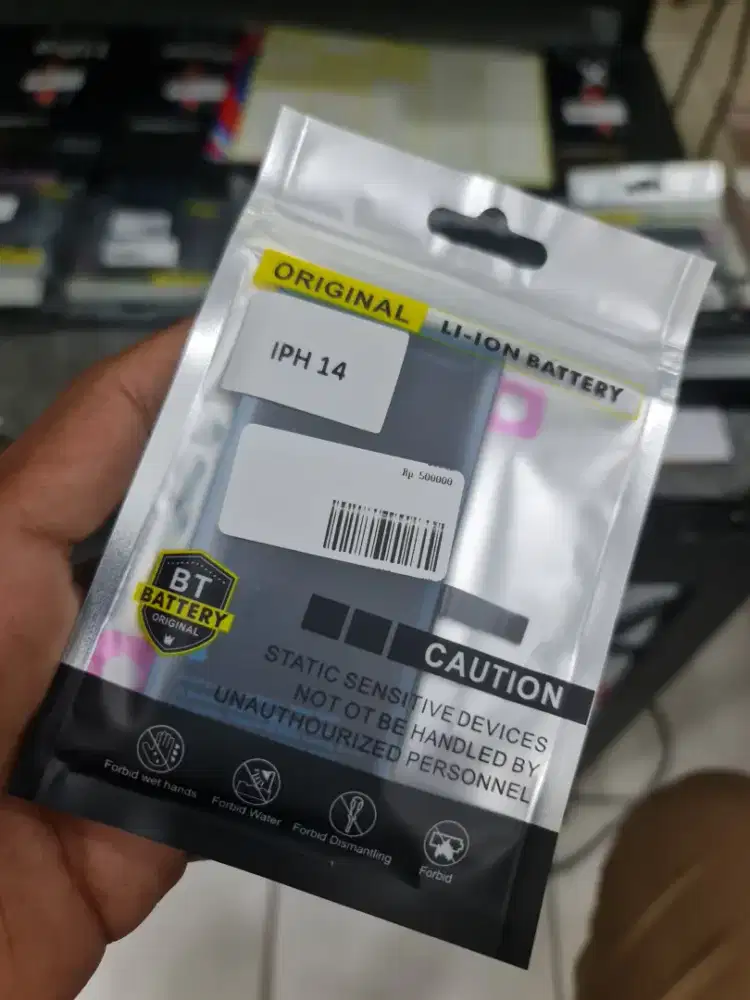 ORIGINAL
LI-ION BATTERY
IPH 14
Rp 500000
BT
BATTERY
ORIGINAL
CAUTION
STATIC SENSITIVE DEVICES
NOT OT BE HANDLED BY
UNAUTHOURIZED PERSONNEL
Forbid wet hands
Forbid Water
Forbid Dismantling
Forbid